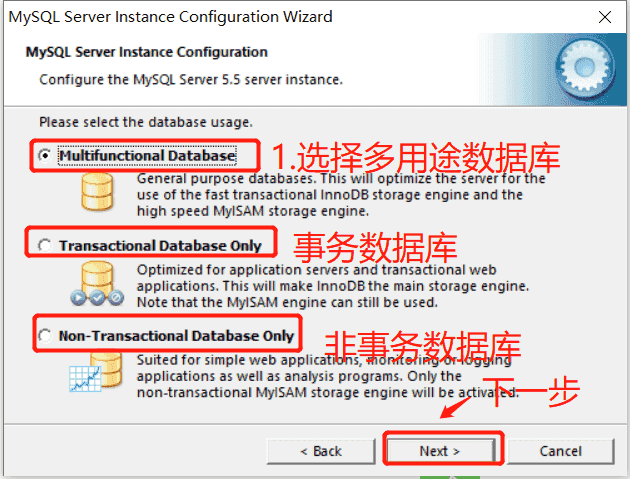 MySQL Server Instance Configuration Wizard
MySQL Server Instance Configuration
Configure the MySQL Server 5.5 server instance.
Please select the database usage.
Multifunctional Database
1.选择多用途数据库
General purpose databases. This will optimize the server for the
use of the fast transactional InnoDB storage engine and the
high speed MyISAM storage engine.
Transactional Database Only
事务数据库
Optimized for application servers and transactional web
applications. This will make InnoDB the main storage engine.
Note that the MyISAM engine can still be used.
Non-Transactional Database Only
非事务数据库
Suited for simple web applications, monitoring or logging
applications as well as analysis programs. Only the
non-transactional MyISAM storage engine will be activated.
下一步
< Back
Next >
Cancel